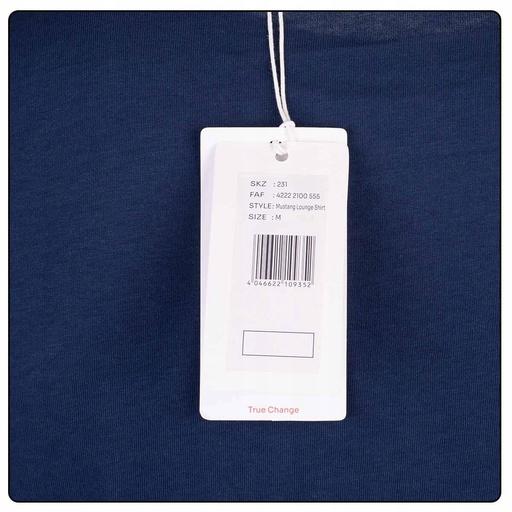 SKZ : 231
FAF : 4222 2100 555
STYLE: Mustang Lounge Shirt
SIZE : M
4 046622 109352
True Change